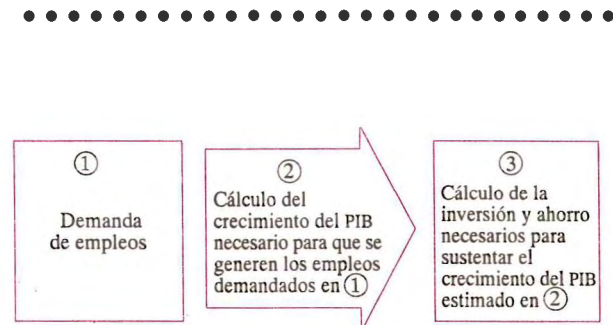 ①
Demanda
de empleos
②
Cálculo del
crecimiento del PIB
necesario para que se
generen los empleos
demandados en ①
③
Cálculo de la
inversión y ahorro
necesarios para
sustentar el
crecimiento del PIB
estimado en ②